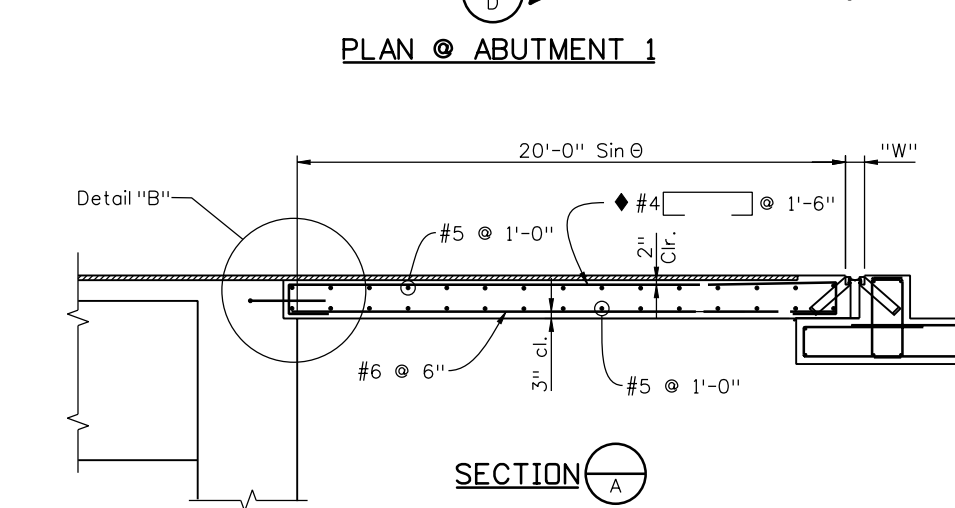 D
PLAN @ ABUTMENT 1
20'-0" Sin Θ
"W"
Detail "B"
♦ #4 @ 1'-6"
#5 @ 1'-0"
2" Clr.
#6 @ 6"
3" cl.
#5 @ 1'-0"
SECTION A